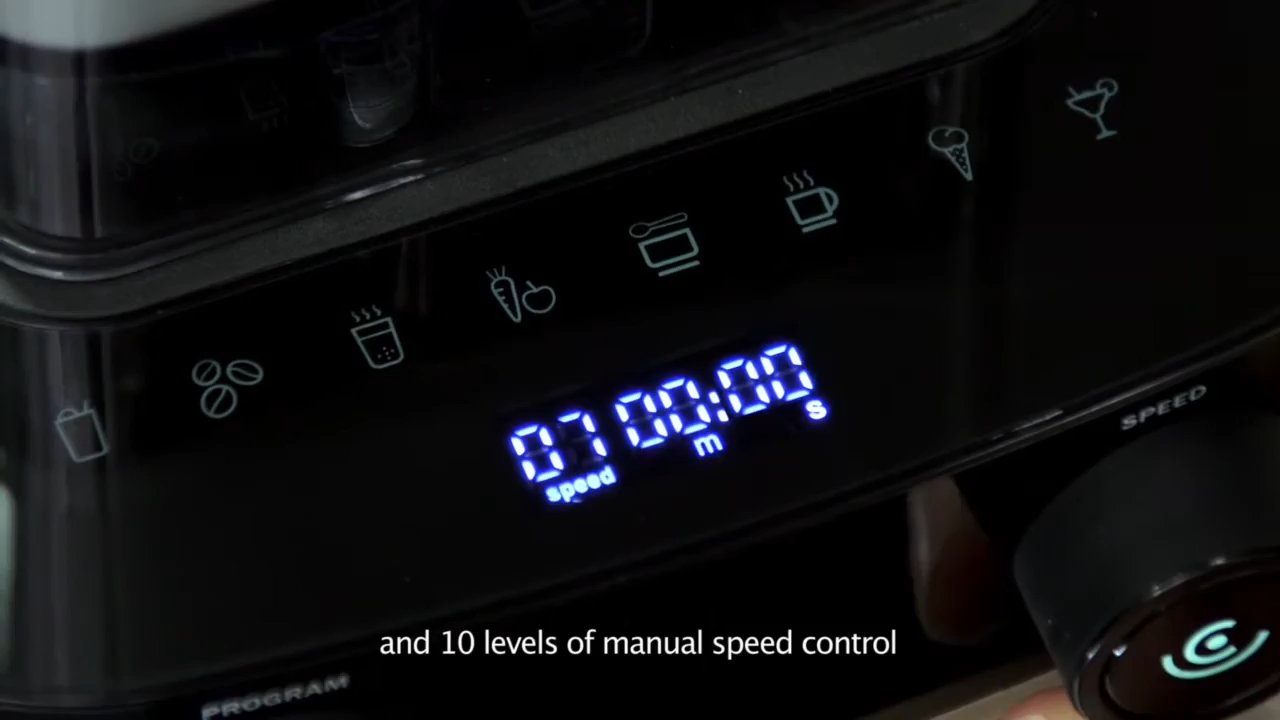 SPEED
07 00:00
speed m s
and 10 levels of manual speed control
PROGRAM